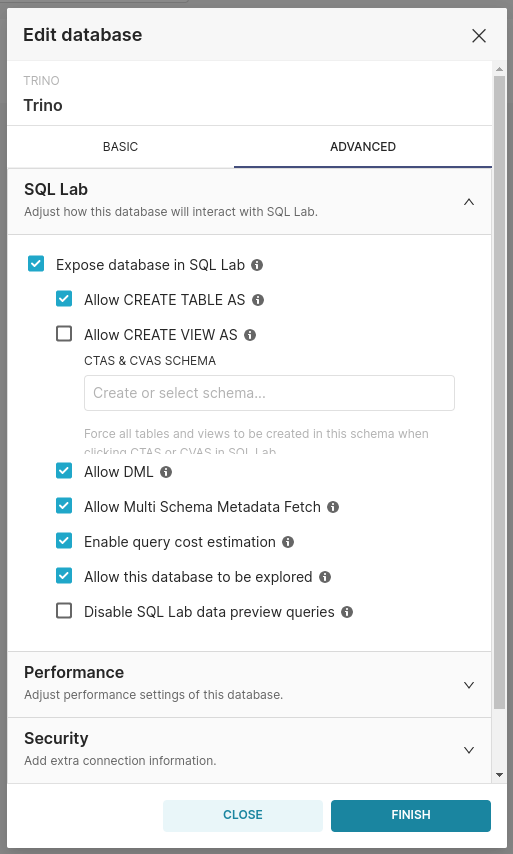 Edit database
TRINO
Trino
BASIC
ADVANCED
SQL Lab
Adjust how this database will interact with SQL Lab.
Expose database in SQL Lab
Allow CREATE TABLE AS
Allow CREATE VIEW AS
CTAS & CVAS SCHEMA
Create or select schema...
Force all tables and views to be created in this schema when
clicking CTAS or CVAS in SQL Lab.
Allow DML
Allow Multi Schema Metadata Fetch
Enable query cost estimation
Allow this database to be explored
Disable SQL Lab data preview queries
Performance
Adjust performance settings of this database.
Security
Add extra connection information.
CLOSE
FINISH